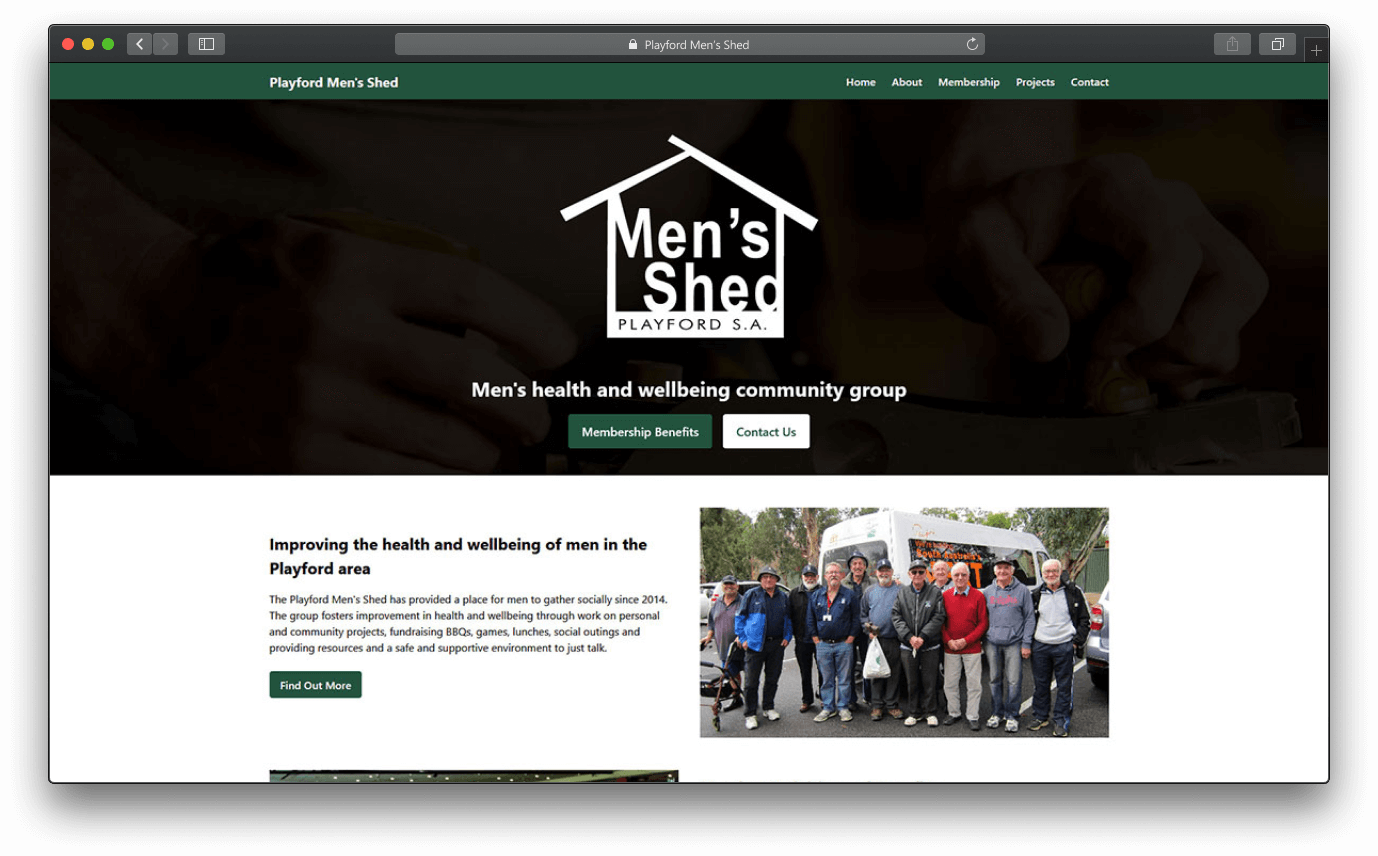 Playford Men's Shed
Playford Men's Shed
Home About Membership Projects Contact
Men's
Shed
PLAYFORD S.A.
Men's health and wellbeing community group
Membership Benefits
Contact Us
Improving the health and wellbeing of men in the
Playford area
The Playford Men's Shed has provided a place for men to gather socially since 2014.
The group fosters improvement in health and wellbeing through work on personal
and community projects, fundraising BBQs, games, lunches, social outings and
providing resources and a safe and supportive environment to just talk.
Find Out More